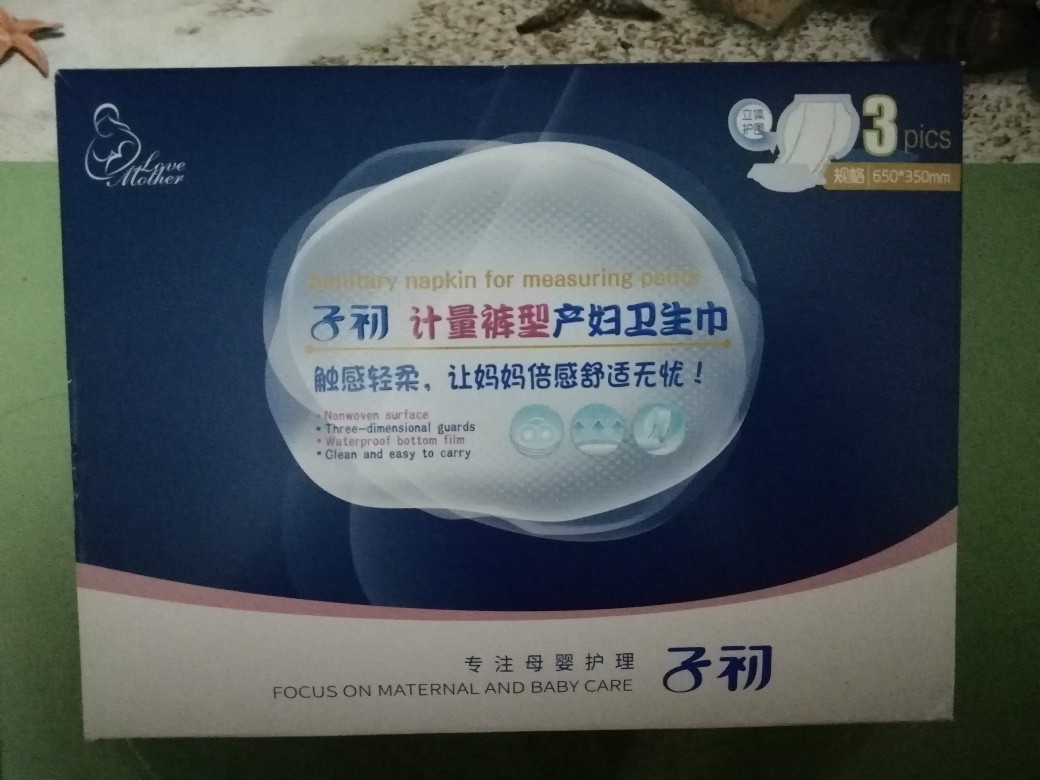 Love
Mother
立体
护围
3 pics
规格 650*350mm
Sanitary napkin for measuring pants
子初 计量裤型产妇卫生巾
触感轻柔，让妈妈倍感舒适无忧！
• Nonwoven surface
• Three-dimensional guards
• Waterproof bottom film
• Clean and easy to carry
专注母婴护理
FOCUS ON MATERNAL AND BABY CARE
子初